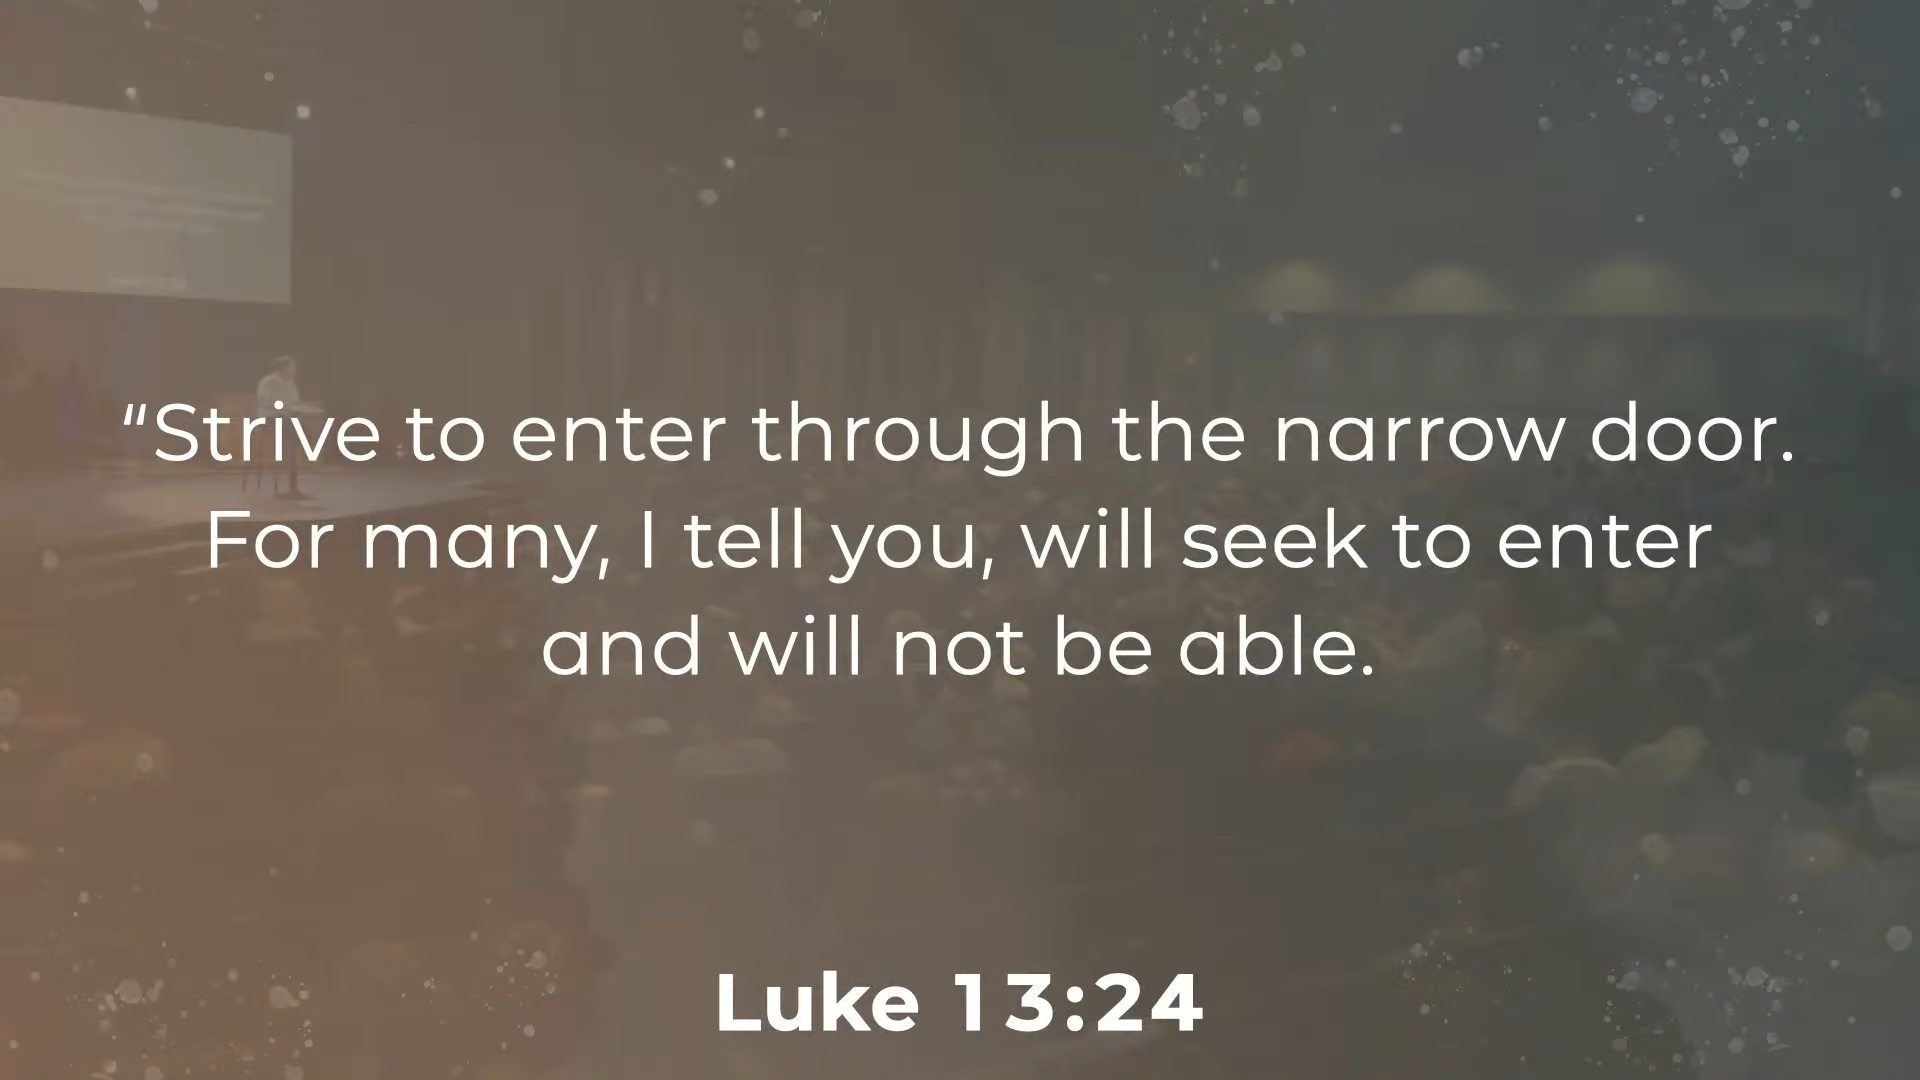 “Strive to enter through the narrow door.
For many, I tell you, will seek to enter
and will not be able.
Luke 13:24